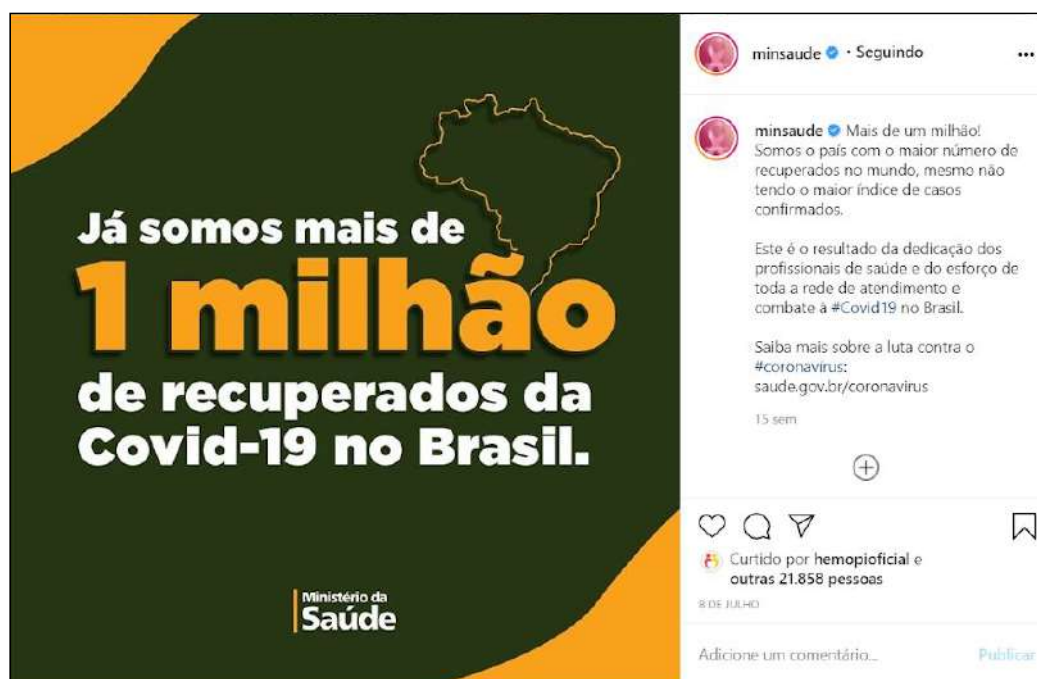 Já somos mais de
1 milhão
de recuperados da
Covid-19 no Brasil.
Ministério da
Saúde
minsaude • Seguindo
minsaude Mais de um milhão!
Somos o país com o maior número de
recuperados no mundo, mesmo não
tendo o maior índice de casos
confirmados.
Este é o resultado da dedicação dos
profissionais de saúde e do esforço de
toda a rede de atendimento e
combate à #Covid19 no Brasil.
Saiba mais sobre a luta contra o
#coronavírus:
saude.gov.br/coronavirus
15 sem
Curtido por hemopioficial e
outras 21.858 pessoas
8 DE JULHO
Adicione um comentário... Publicar